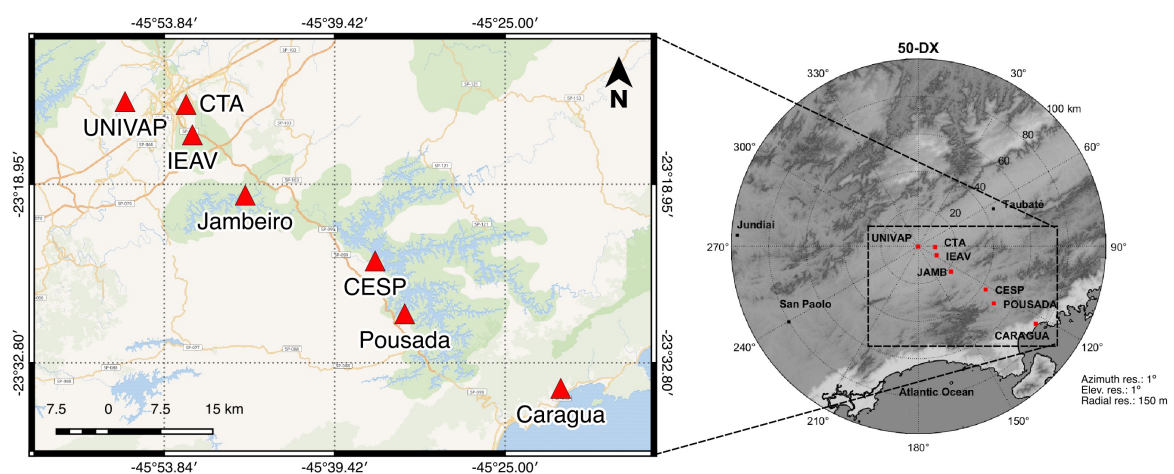 -45°53.84' -45°39.42' -45°25.00'
CTA
UNIVAP
IEAV
Jambeiro
CESP
Pousada
Caragua
N
-23°18.95' -23°18.95'
-23°32.80' -23°32.80'
7.5 0 7.5 15 km
-45°53.84' -45°39.42' -45°25.00'
50-DX
330° 30°
100 km
80
300° 60 60°
40
Taubatè
20
Jundiai
UNIVAP CTA
270° 90°
IEAV
JAMB
CESP
San Paolo POUSADA
CARAGUA
240° 120°
Atlantic Ocean
Azimuth res.: 1°
Elev. res.: 1°
Radial res.: 150 m
210° 150°
180°